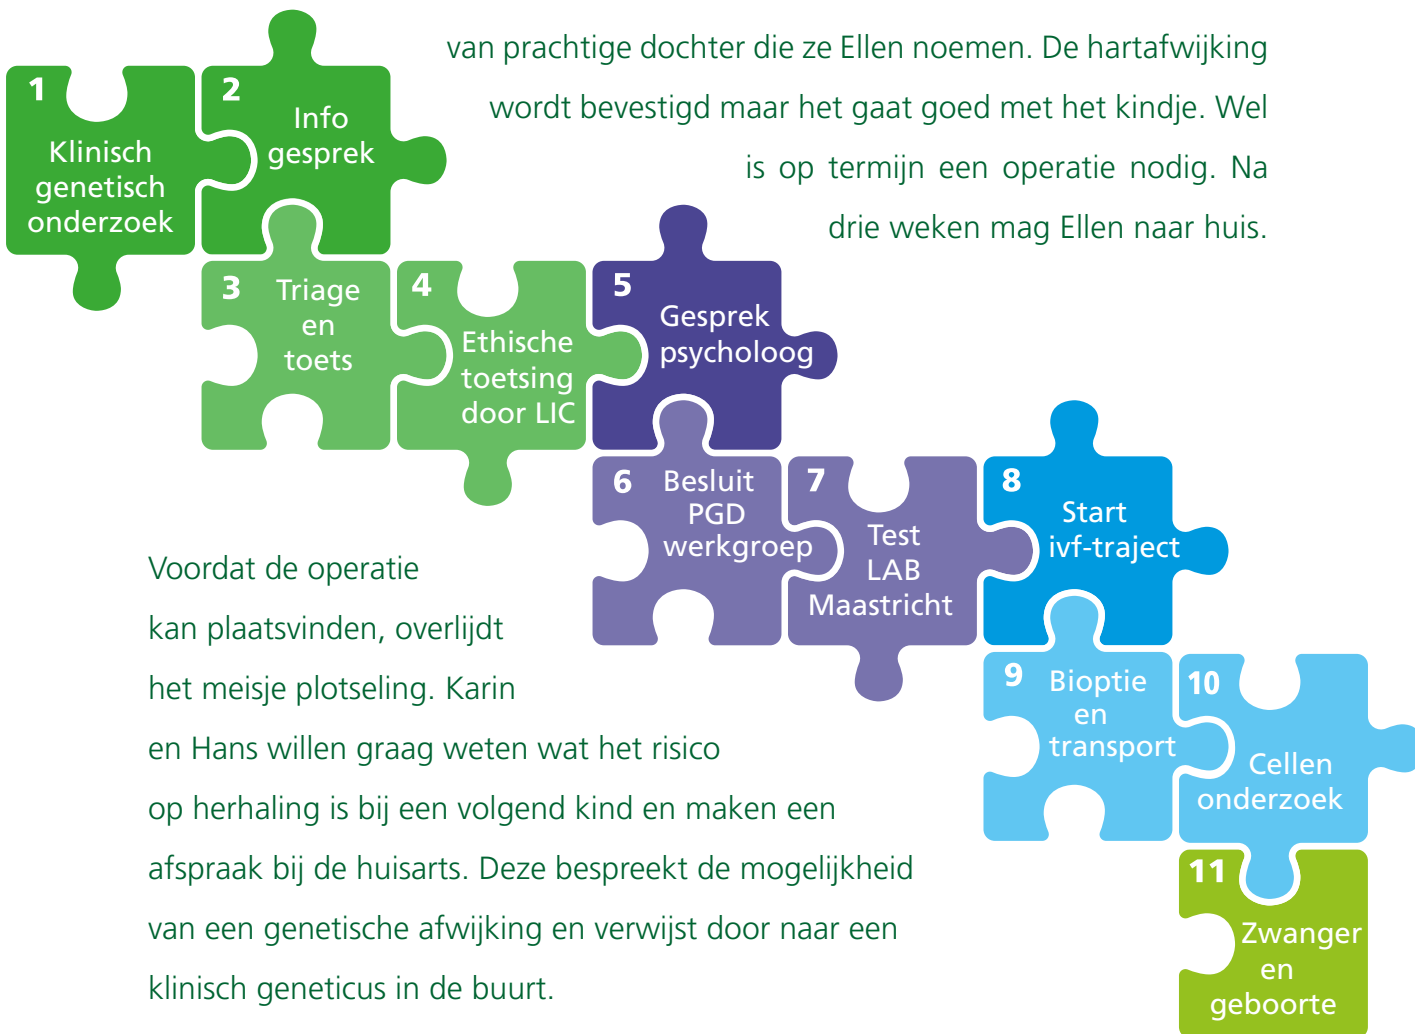 van prachtige dochter die ze Ellen noemen. De hartafwijking
wordt bevestigd maar het gaat goed met het kindje. Wel
is op termijn een operatie nodig. Na
drie weken mag Ellen naar huis.
1
Klinisch
genetisch
onderzoek
2
Info
gesprek
3
Triage
en
toets
4
Ethische
toetsing
door LIC
5
Gesprek
psycholoog
6
Besluit
PGD
werkgroep
7
Test
LAB
Maastricht
8
Start
ivf-traject
9
Bioptie
en
transport
10
Cellen
onderzoek
11
Zwanger
en
geboorte
Voordat de operatie
kan plaatsvinden, overlijdt
het meisje plotseling. Karin
en Hans willen graag weten wat het risico
op herhaling is bij een volgend kind en maken een
afspraak bij de huisarts. Deze bespreekt de mogelijkheid
van een genetische afwijking en verwijst door naar een
klinisch geneticus in de buurt.